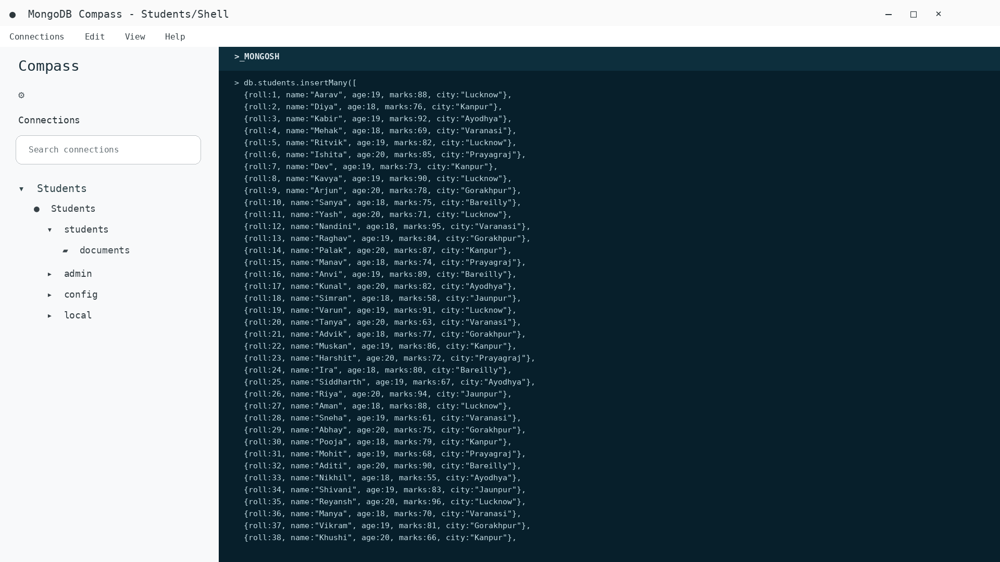 MongoDB Compass - Students/Shell
Connections Edit View Help
Compass
Connections
Search connections
Students
Students
students
documents
admin
config
local
>_MONGOSH
> db.students.insertMany([
{roll:1, name:"Aarav", age:19, marks:88, city:"Lucknow"},
{roll:2, name:"Diya", age:18, marks:76, city:"Kanpur"},
{roll:3, name:"Kabir", age:19, marks:92, city:"Ayodhya"},
{roll:4, name:"Mehak", age:18, marks:69, city:"Varanasi"},
{roll:5, name:"Ritvik", age:19, marks:82, city:"Lucknow"},
{roll:6, name:"Ishita", age:20, marks:85, city:"Prayagraj"},
{roll:7, name:"Dev", age:19, marks:73, city:"Kanpur"},
{roll:8, name:"Kavya", age:19, marks:90, city:"Lucknow"},
{roll:9, name:"Arjun", age:20, marks:78, city:"Gorakhpur"},
{roll:10, name:"Sanya", age:18, marks:75, city:"Bareilly"},
{roll:11, name:"Yash", age:20, marks:71, city:"Lucknow"},
{roll:12, name:"Nandini", age:18, marks:95, city:"Varanasi"},
{roll:13, name:"Raghav", age:19, marks:84, city:"Gorakhpur"},
{roll:14, name:"Palak", age:20, marks:87, city:"Kanpur"},
{roll:15, name:"Manav", age:18, marks:74, city:"Prayagraj"},
{roll:16, name:"Anvi", age:19, marks:89, city:"Bareilly"},
{roll:17, name:"Kunal", age:20, marks:82, city:"Ayodhya"},
{roll:18, name:"Simran", age:18, marks:58, city:"Jaunpur"},
{roll:19, name:"Varun", age:19, marks:91, city:"Lucknow"},
{roll:20, name:"Tanya", age:20, marks:63, city:"Varanasi"},
{roll:21, name:"Advik", age:18, marks:77, city:"Gorakhpur"},
{roll:22, name:"Muskan", age:19, marks:86, city:"Kanpur"},
{roll:23, name:"Harshit", age:20, marks:72, city:"Prayagraj"},
{roll:24, name:"Ira", age:18, marks:80, city:"Bareilly"},
{roll:25, name:"Siddharth", age:19, marks:67, city:"Ayodhya"},
{roll:26, name:"Riya", age:20, marks:94, city:"Jaunpur"},
{roll:27, name:"Aman", age:18, marks:88, city:"Lucknow"},
{roll:28, name:"Sneha", age:19, marks:61, city:"Varanasi"},
{roll:29, name:"Abhay", age:20, marks:75, city:"Gorakhpur"},
{roll:30, name:"Pooja", age:18, marks:79, city:"Kanpur"},
{roll:31, name:"Mohit", age:19, marks:68, city:"Prayagraj"},
{roll:32, name:"Aditi", age:20, marks:90, city:"Bareilly"},
{roll:33, name:"Nikhil", age:18, marks:55, city:"Ayodhya"},
{roll:34, name:"Shivani", age:19, marks:83, city:"Jaunpur"},
{roll:35, name:"Reyansh", age:20, marks:96, city:"Lucknow"},
{roll:36, name:"Manya", age:18, marks:70, city:"Varanasi"},
{roll:37, name:"Vikram", age:19, marks:81, city:"Gorakhpur"},
{roll:38, name:"Khushi", age:20, marks:66, city:"Kanpur"},